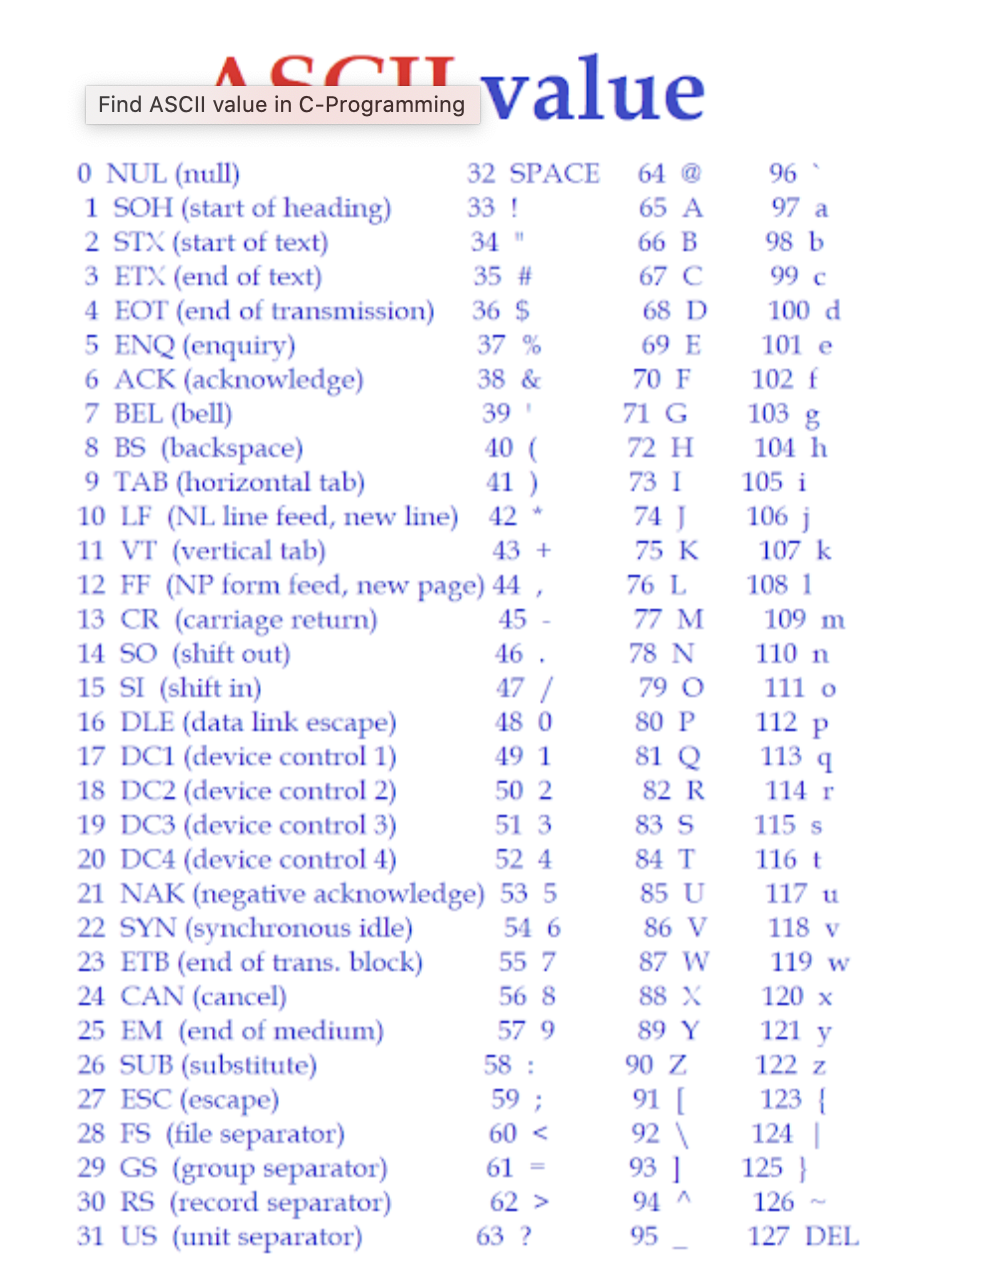 ASCII value
Find ASCII value in C-Programming
0 NUL (null) 32 SPACE 64 @ 96 `
1 SOH (start of heading) 33 ! 65 A 97 a
2 STX (start of text) 34 " 66 B 98 b
3 ETX (end of text) 35 # 67 C 99 c
4 EOT (end of transmission) 36 $ 68 D 100 d
5 ENQ (enquiry) 37 % 69 E 101 e
6 ACK (acknowledge) 38 & 70 F 102 f
7 BEL (bell) 39 ' 71 G 103 g
8 BS (backspace) 40 ( 72 H 104 h
9 TAB (horizontal tab) 41 ) 73 I 105 i
10 LF (NL line feed, new line) 42 * 74 J 106 j
11 VT (vertical tab) 43 + 75 K 107 k
12 FF (NP form feed, new page) 44 , 76 L 108 l
13 CR (carriage return) 45 - 77 M 109 m
14 SO (shift out) 46 . 78 N 110 n
15 SI (shift in) 47 / 79 O 111 o
16 DLE (data link escape) 48 0 80 P 112 p
17 DC1 (device control 1) 49 1 81 Q 113 q
18 DC2 (device control 2) 50 2 82 R 114 r
19 DC3 (device control 3) 51 3 83 S 115 s
20 DC4 (device control 4) 52 4 84 T 116 t
21 NAK (negative acknowledge) 53 5 85 U 117 u
22 SYN (synchronous idle) 54 6 86 V 118 v
23 ETB (end of trans. block) 55 7 87 W 119 w
24 CAN (cancel) 56 8 88 X 120 x
25 EM (end of medium) 57 9 89 Y 121 y
26 SUB (substitute) 58 : 90 Z 122 z
27 ESC (escape) 59 ; 91 [ 123 {
28 FS (file separator) 60 < 92 \ 124 |
29 GS (group separator) 61 = 93 ] 125 }
30 RS (record separator) 62 > 94 ^ 126 ~
31 US (unit separator) 63 ? 95 _ 127 DEL